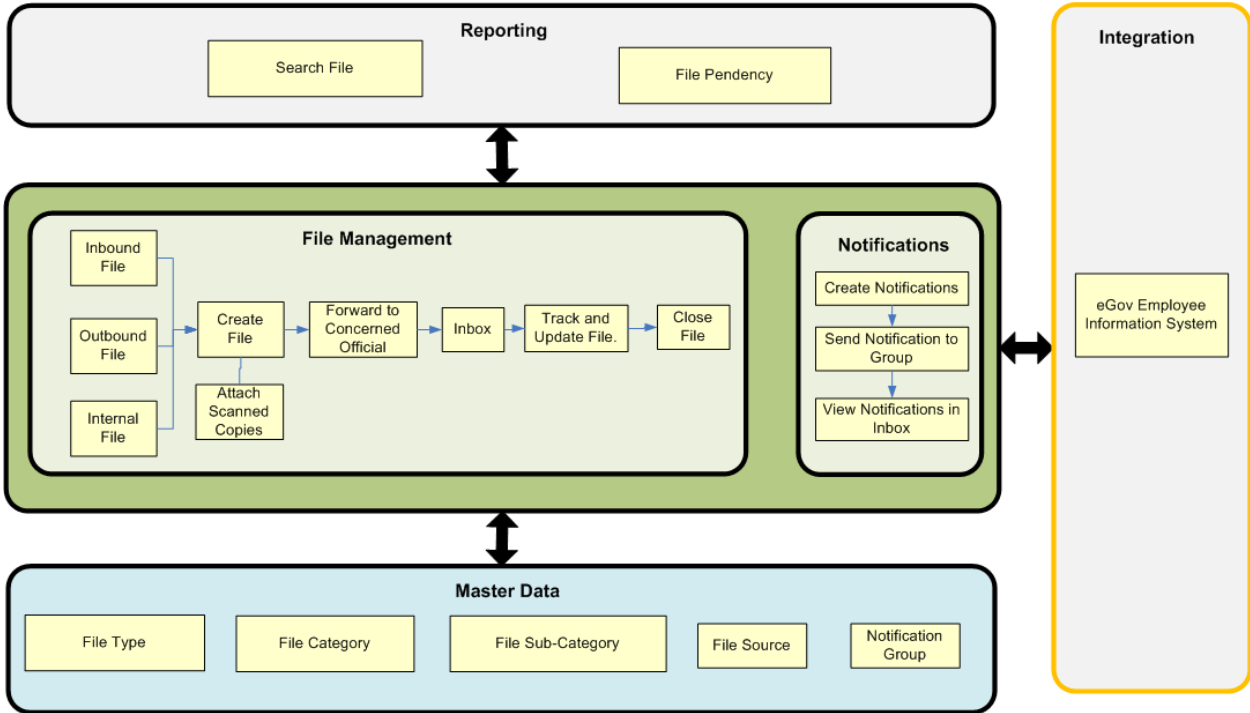 Reporting
Search File
File Pendency
Integration
eGov Employee
Information System
File Management
Inbound
File
Outbound
File
Internal
File
Create
File
Attach
Scanned
Copies
Forward to
Concerned
Official
Inbox
Track and
Update File.
Close
File
Notifications
Create Notifications
Send Notification to
Group
View Notifications in
Inbox
Master Data
File Type
File Category
File Sub-Category
File Source
Notification
Group